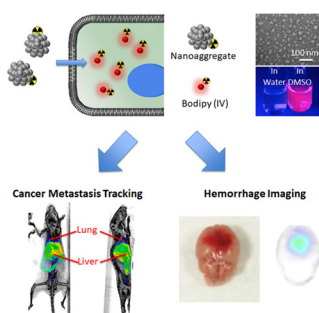 Nanoaggregate
Bodipy (IV)
100 nm
In In
Water DMSO
Cancer Metastasis Tracking
Hemorrhage Imaging
Lung
Liver